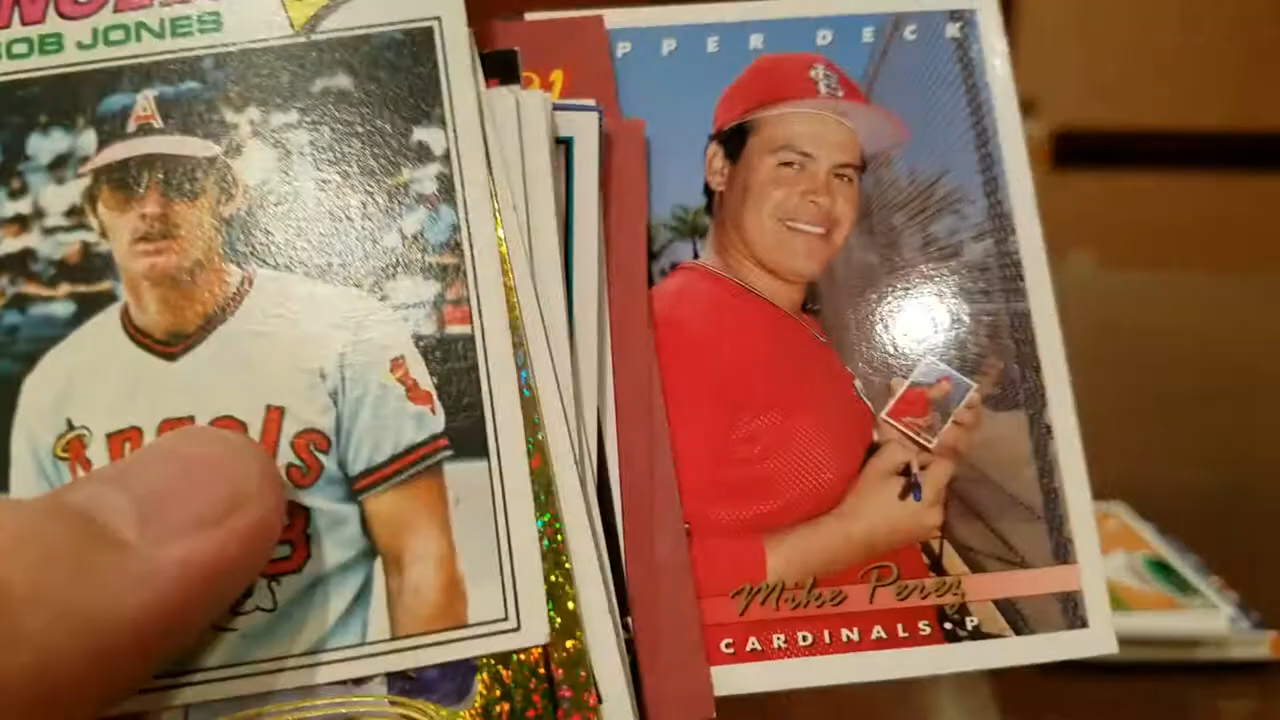 BOB JONES
A
Angels
PPER DECK
Mike Perez
CARDINALS • P